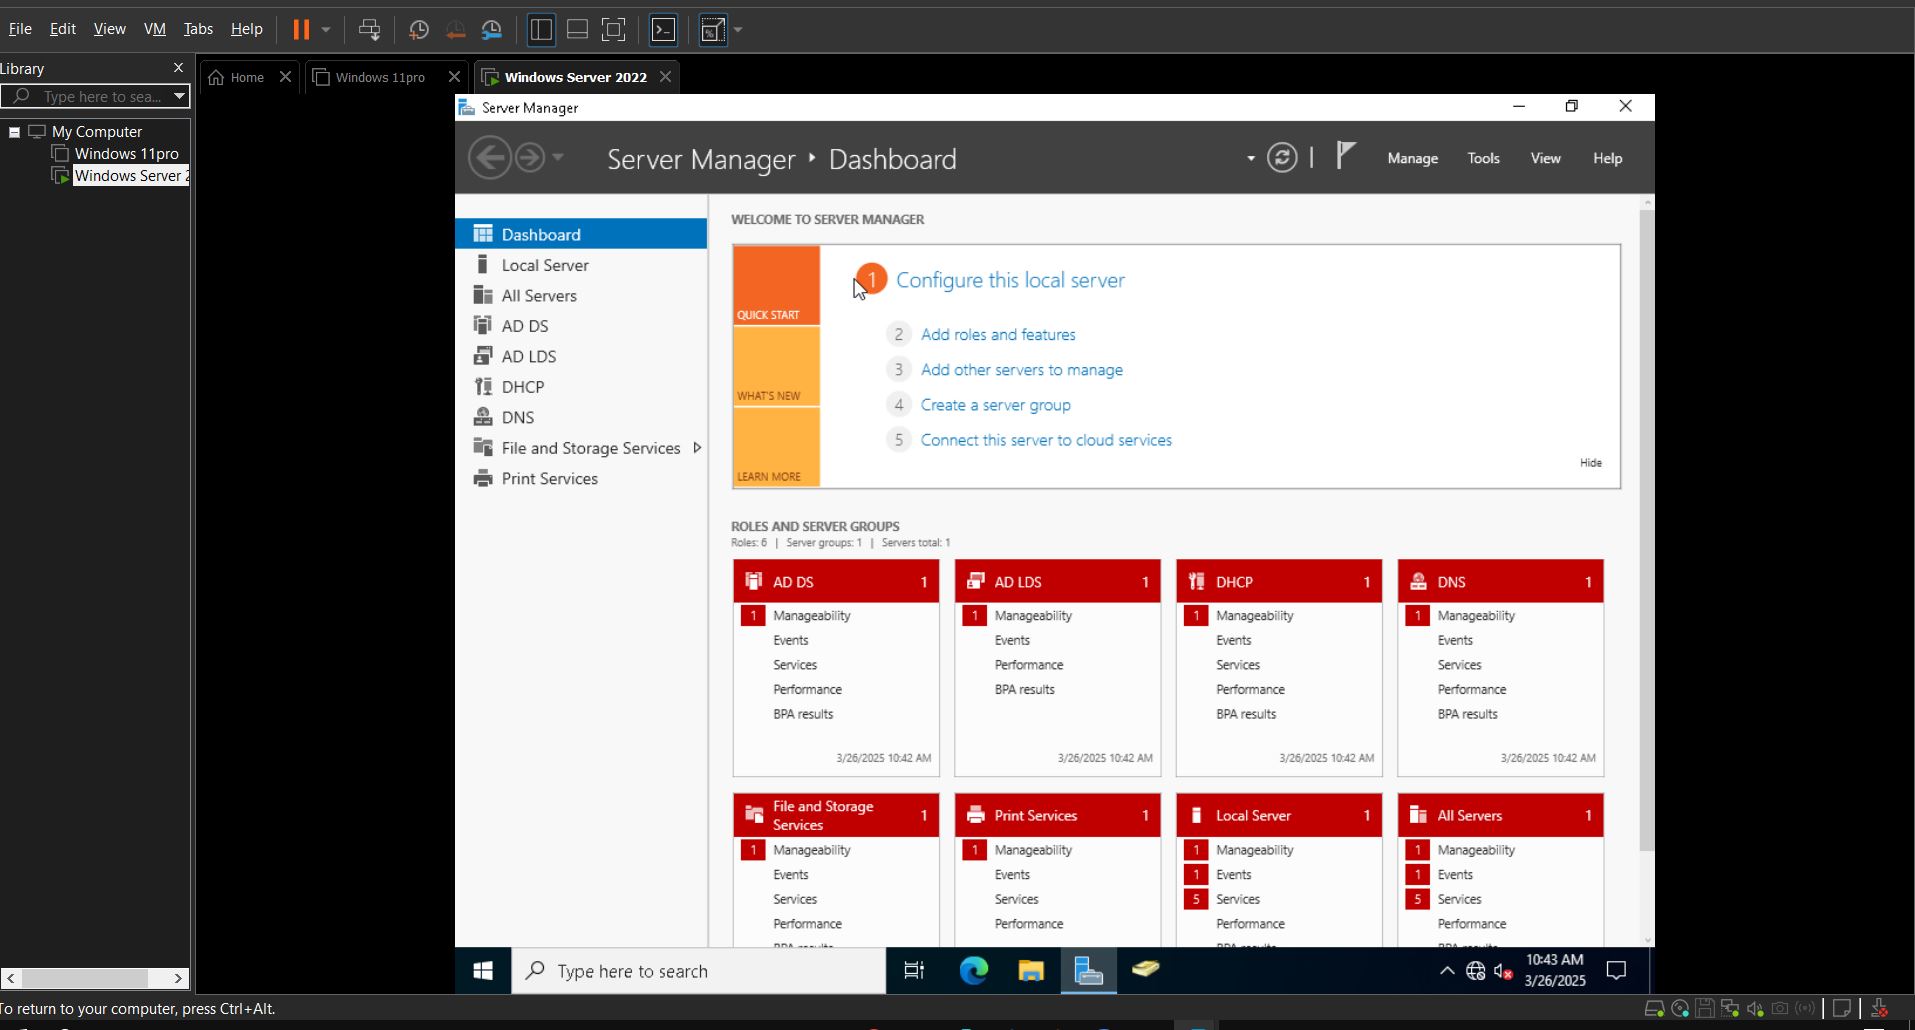 File Edit View VM Tabs Help
Library
Type here to sea...
My Computer
Windows 11pro
Windows Server 2
Home
Windows 11pro
Windows Server 2022
Server Manager
Server Manager Dashboard
Manage Tools View Help
Dashboard
Local Server
All Servers
AD DS
AD LDS
DHCP
DNS
File and Storage Services
Print Services
WELCOME TO SERVER MANAGER
QUICK START
WHAT'S NEW
LEARN MORE
1 Configure this local server
2 Add roles and features
3 Add other servers to manage
4 Create a server group
5 Connect this server to cloud services
Hide
ROLES AND SERVER GROUPS
Roles: 6 | Server groups: 1 | Servers total: 1
AD DS 1
1 Manageability
Events
Services
Performance
BPA results
3/26/2025 10:42 AM
AD LDS 1
1 Manageability
Events
Performance
BPA results
3/26/2025 10:42 AM
DHCP 1
1 Manageability
Events
Services
Performance
BPA results
3/26/2025 10:42 AM
DNS 1
1 Manageability
Events
Services
Performance
BPA results
3/26/2025 10:42 AM
File and Storage
Services 1
1 Manageability
Events
Services
Performance
Print Services 1
1 Manageability
Events
Services
Performance
Local Server 1
1 Manageability
1 Events
5 Services
Performance
All Servers 1
1 Manageability
1 Events
5 Services
Performance
Type here to search
10:43 AM
3/26/2025
To return to your computer, press Ctrl+Alt.